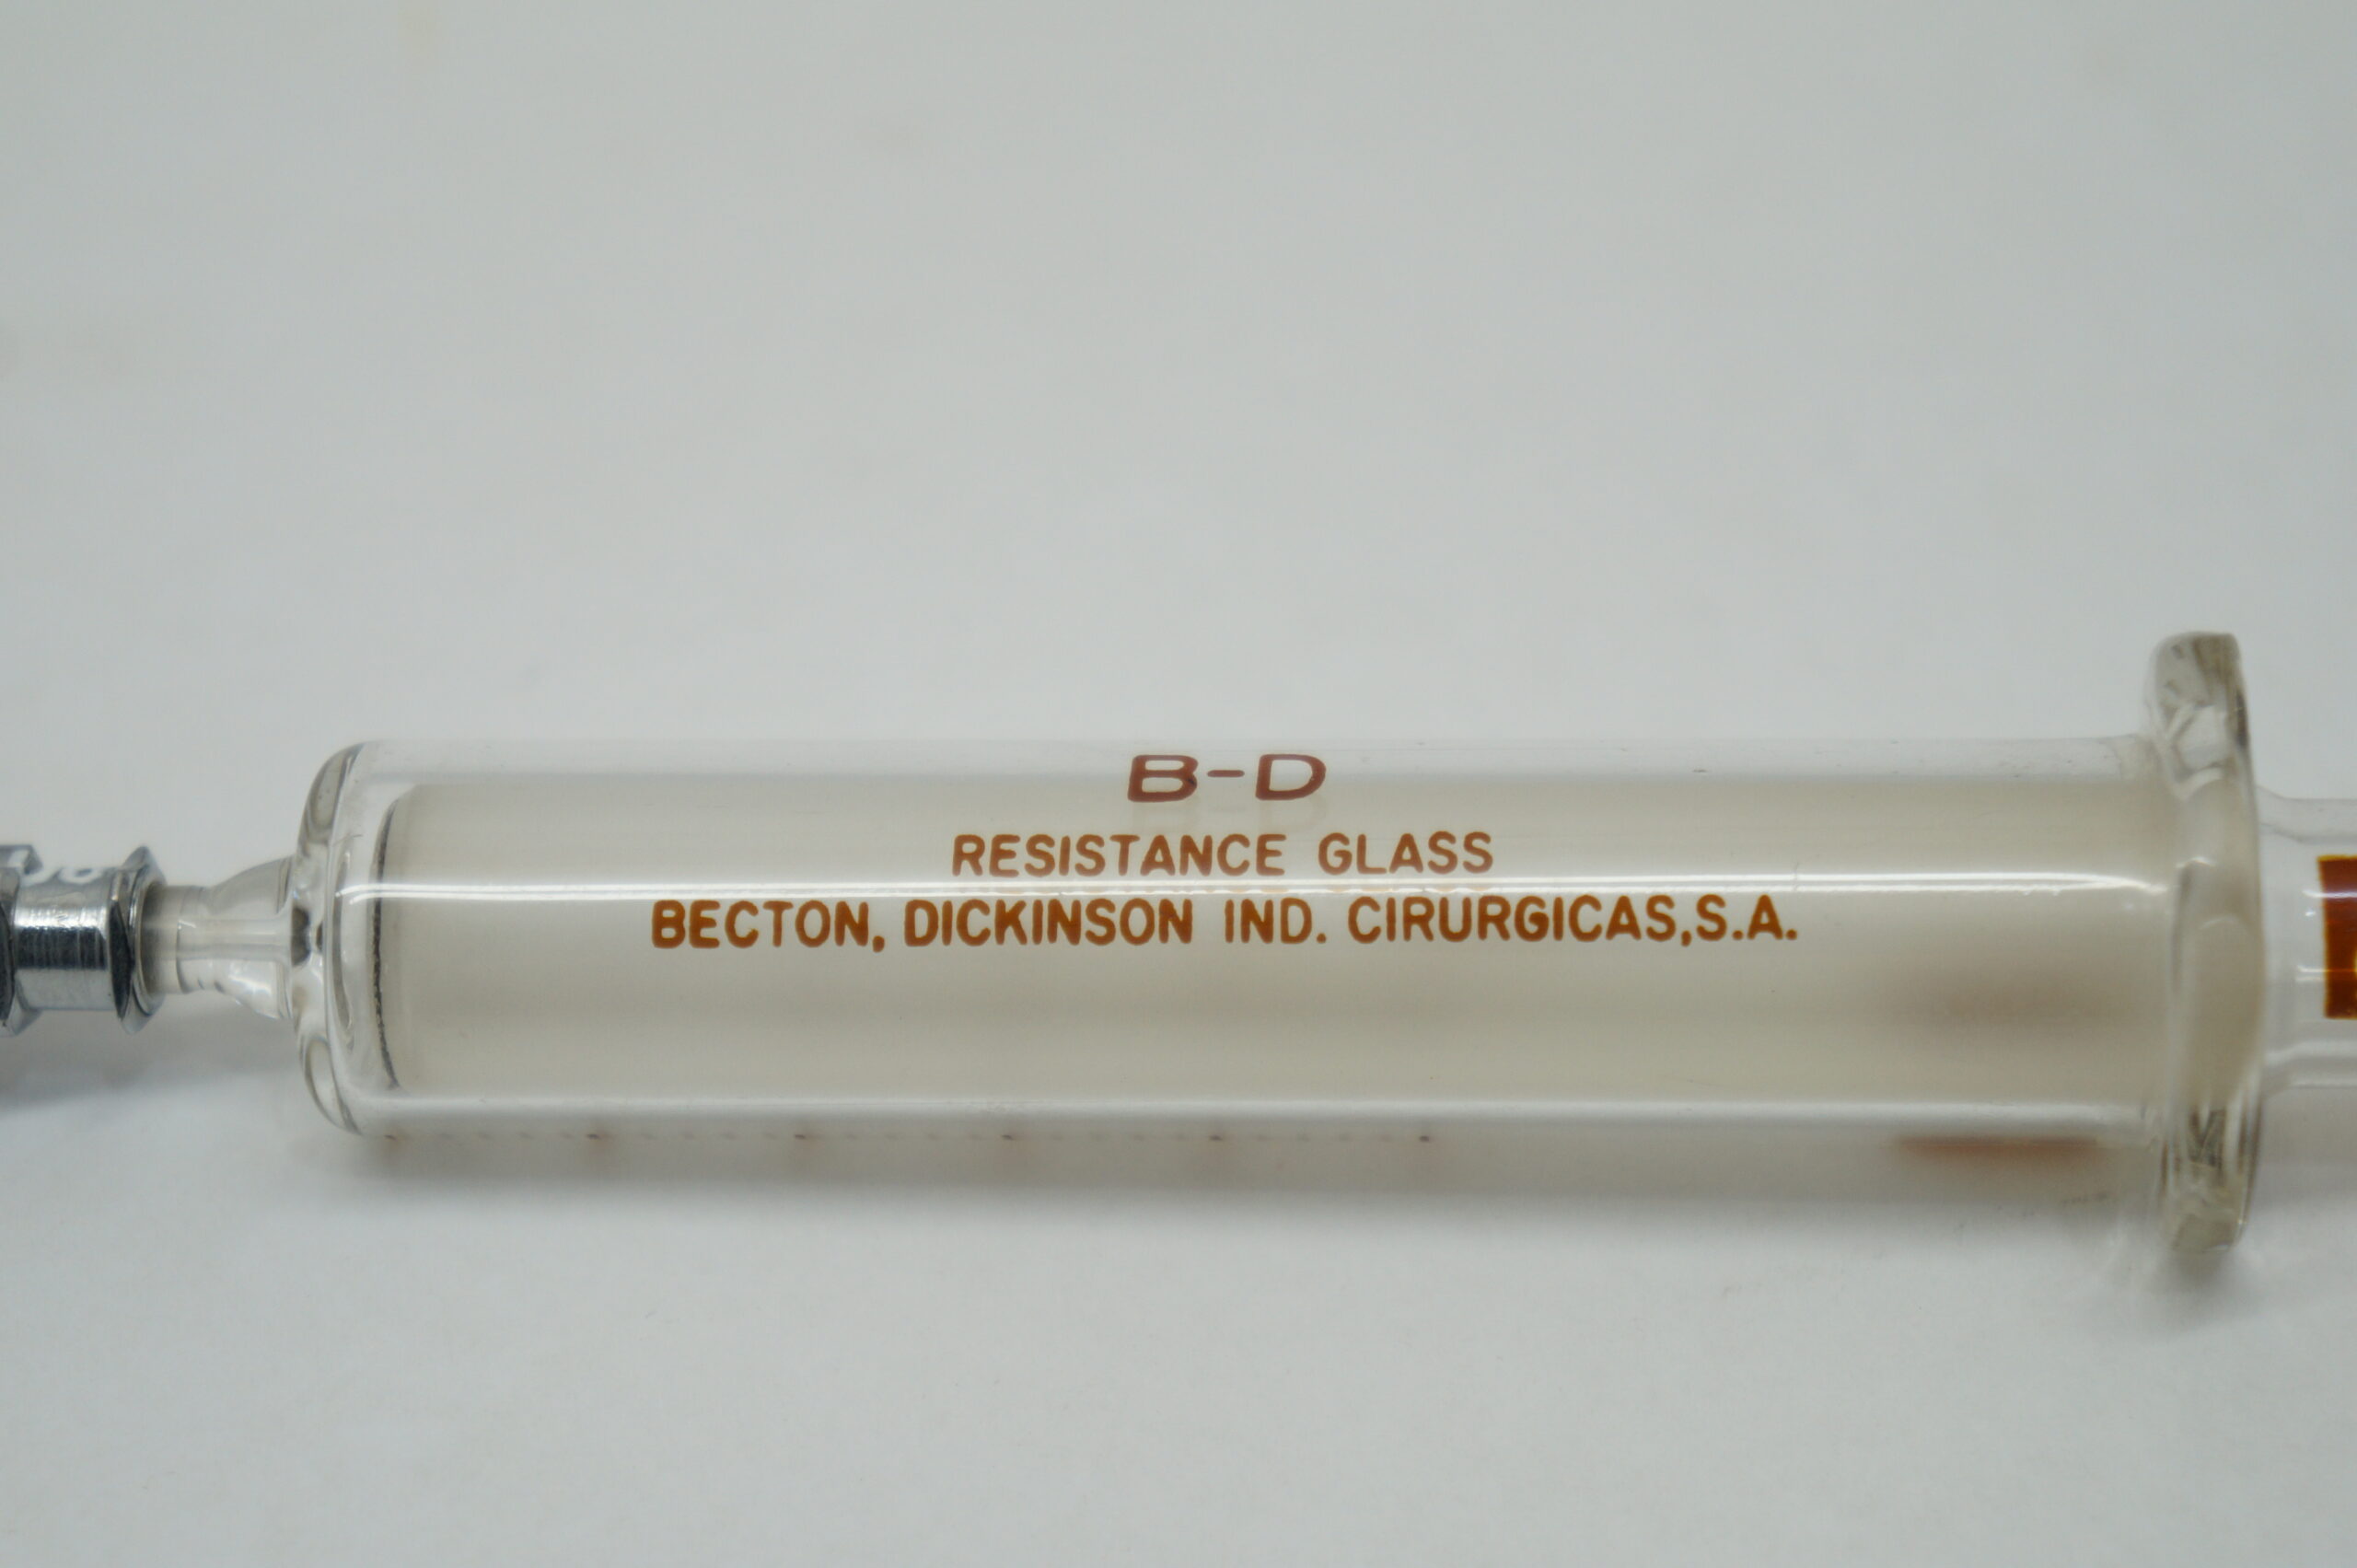 B-D
RESISTANCE GLASS
BECTON, DICKINSON IND. CIRURGICAS,S.A.